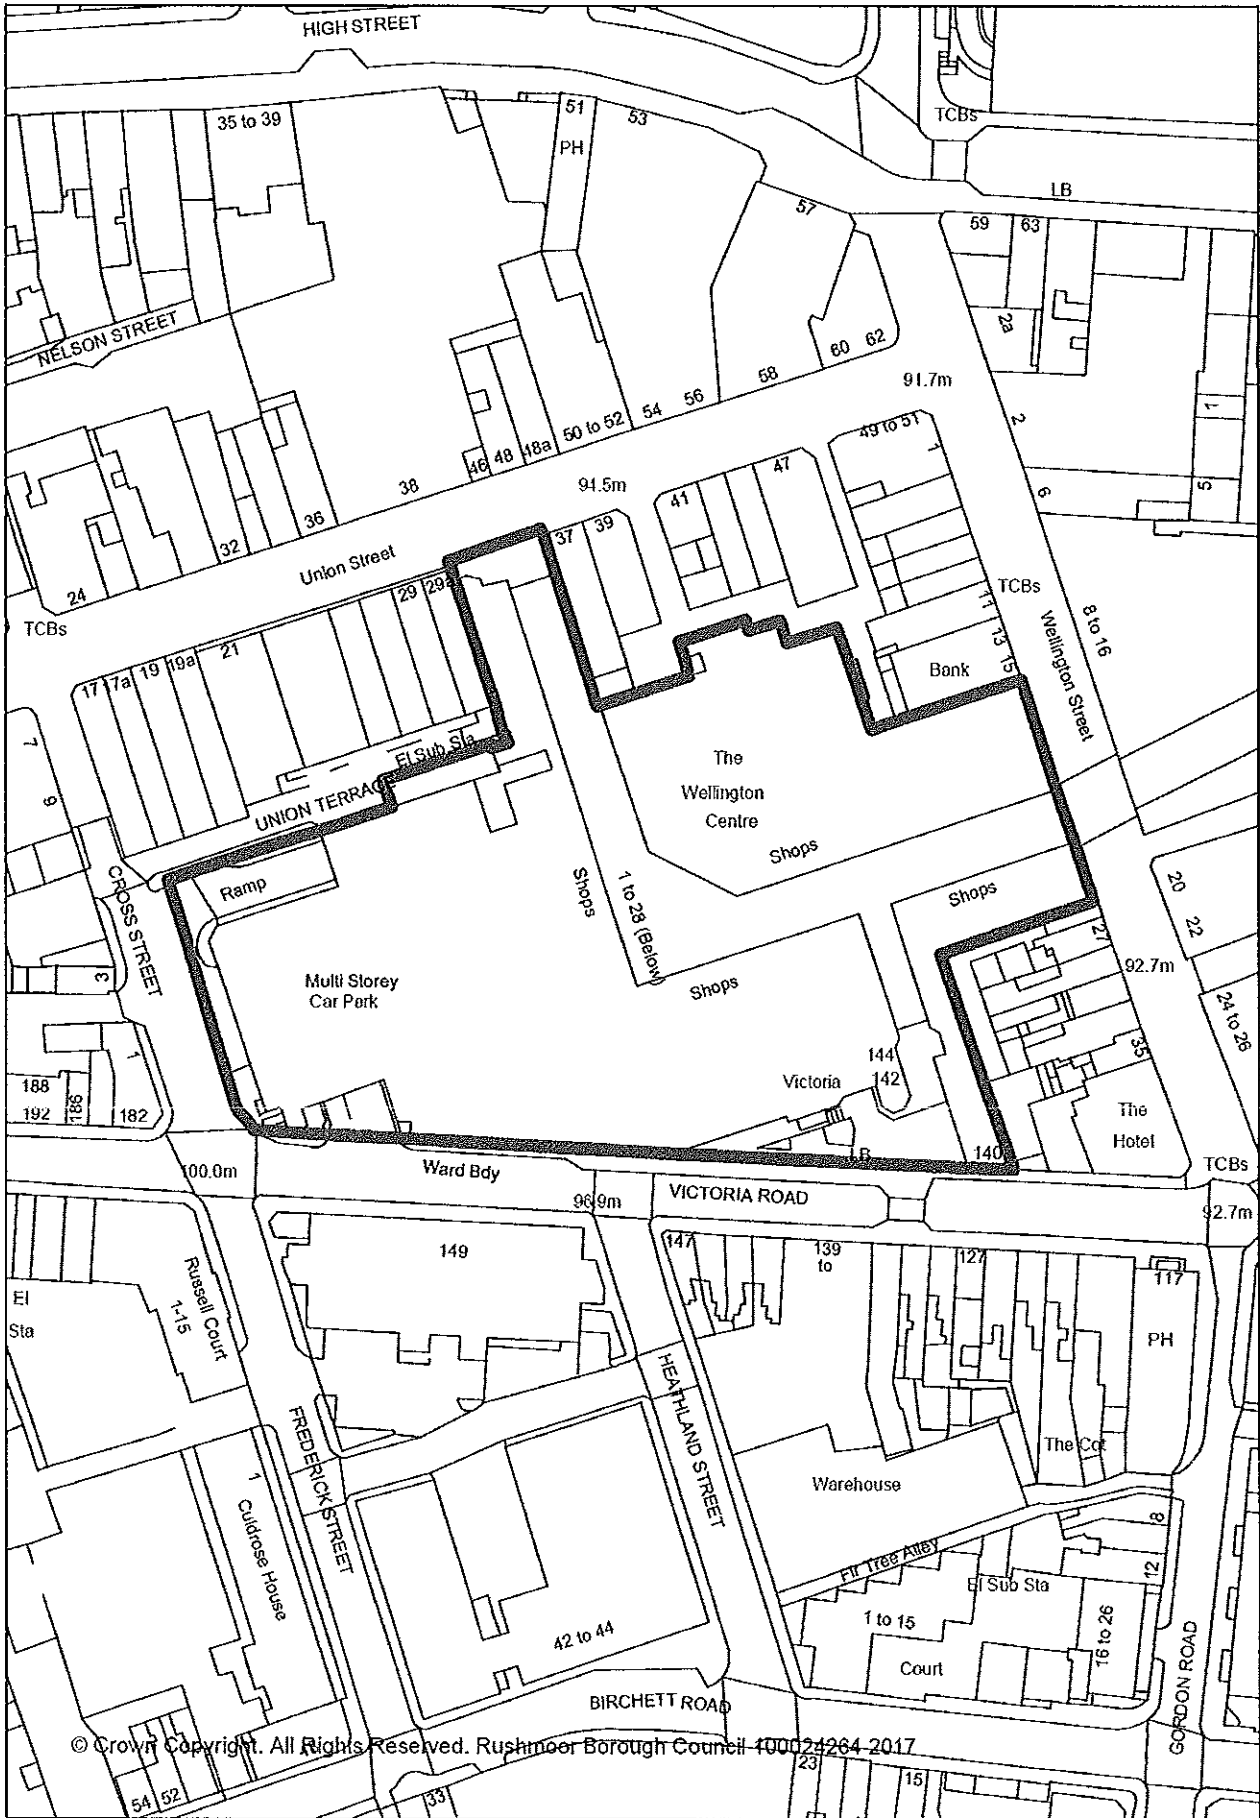 HIGH STREET
35 to 39
51
PH
53
TCBs
LB
57
59
63
2a
NELSON STREET
60
62
58
91.7m
56
54
50 to 52
48a
48
46
38
36
32
24
TCBs
Union Street
91.5m
49 to 51
1
2
6
1
5
47
41
39
37
29a
29
21
19a
19
17a
17
TCBs
11
13
15
Bank
Wellington Street
8 to 16
7
9
El Sub Sta
UNION TERRACE
The
Wellington
Centre
Shops
Shops
Shops
1 to 28 (Below)
Shops
Ramp
CROSS STREET
3
Multi Storey
Car Park
20
22
27
92.7m
24 to 26
35
144
142
Victoria
1
188
192
186
182
The
Hotel
LB
140
TCBs
100.0m
Ward Bdy
96.9m
VICTORIA ROAD
92.7m
149
147
139
to
127
117
PH
Russell Court
1-15
El
Sta
FREDERICK STREET
HEATHLAND STREET
The Cot
Warehouse
1
Culdrose House
Fir Tree Alley
El Sub Sta
8
12
42 to 44
1 to 15
Court
16 to 26
BIRCHETT ROAD
GORDON ROAD
© Crown Copyright. All Rights Reserved. Rushmoor Borough Council 100024264 2017
54
52
33
23
15